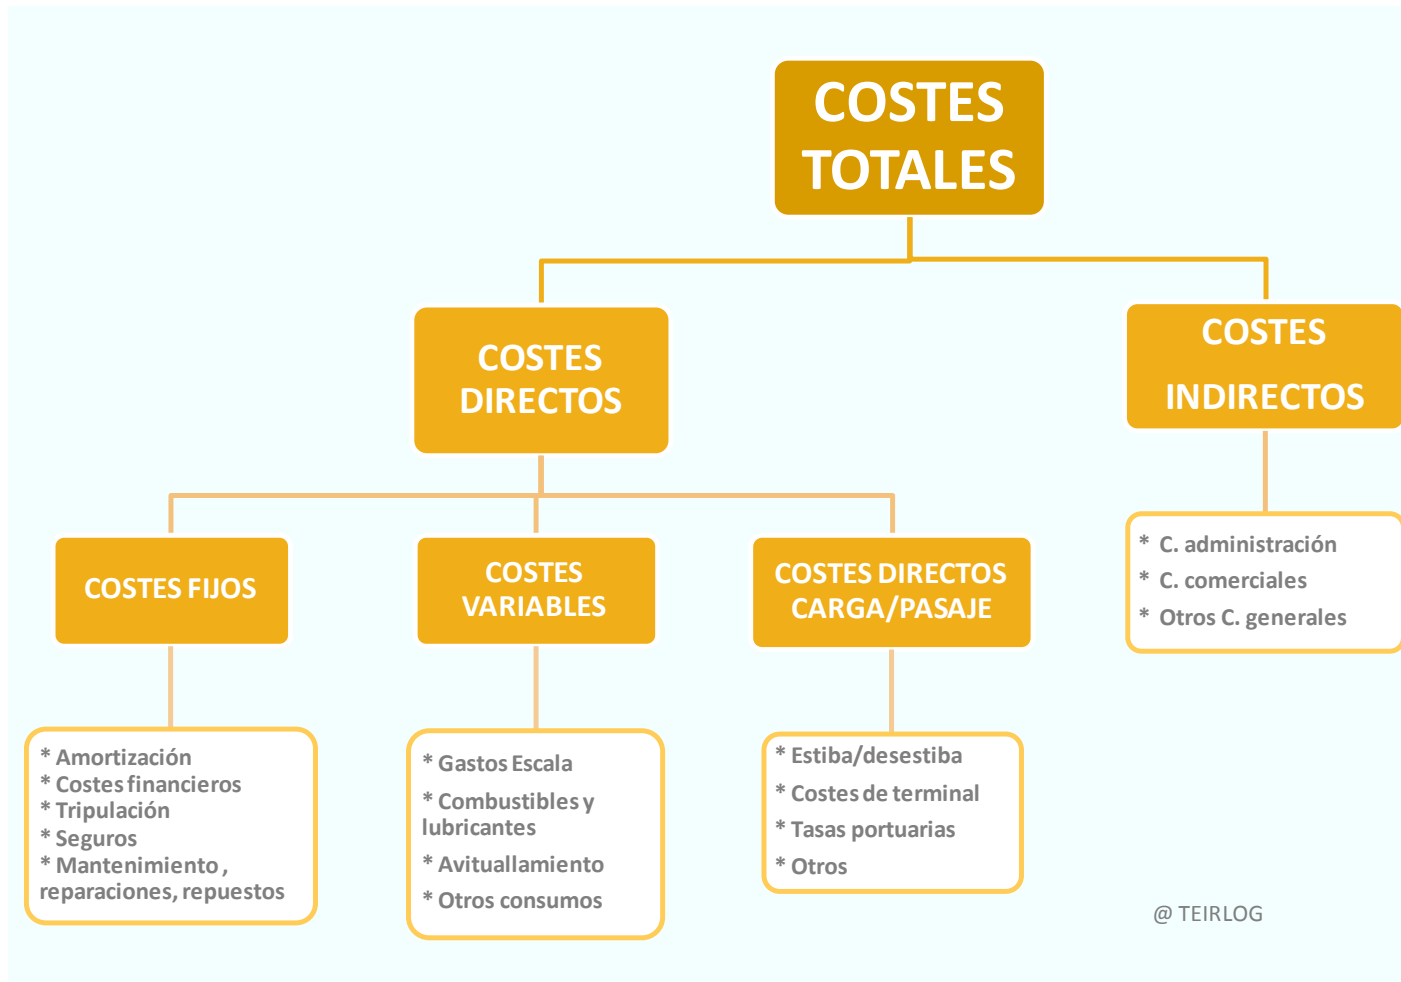 COSTES
TOTALES
COSTES
DIRECTOS
COSTES
INDIRECTOS
COSTES FIJOS
COSTES
VARIABLES
COSTES DIRECTOS
CARGA/PASAJE
* C. administración
* C. comerciales
* Otros C. generales
* Amortización
* Costes financieros
* Tripulación
* Seguros
* Mantenimiento ,
reparaciones, repuestos
* Gastos Escala
* Combustibles y
lubricantes
* Avituallamiento
* Otros consumos
* Estiba/desestiba
* Costes de terminal
* Tasas portuarias
* Otros
@ TEIRLOG